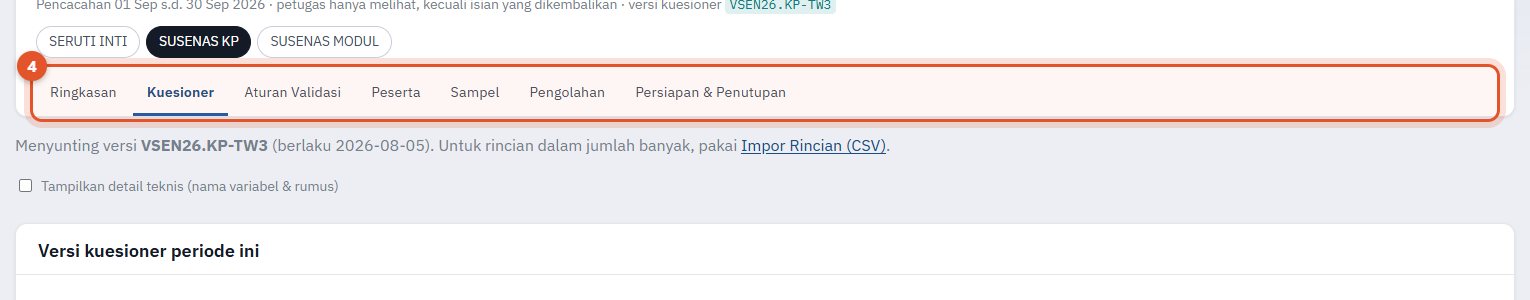 Pencacahan 01 Sep s.d. 30 Sep 2026 · petugas hanya melihat, kecuali isian yang dikembalikan · versi kuesioner VSEN26.KP-TW3
SERUTI INTI SUSENAS KP SUSENAS MODUL
4
Ringkasan Kuesioner Aturan Validasi Peserta Sampel Pengolahan Persiapan & Penutupan
Menyunting versi VSEN26.KP-TW3 (berlaku 2026-08-05). Untuk rincian dalam jumlah banyak, pakai Impor Rincian (CSV).
Tampilkan detail teknis (nama variabel & rumus)
Versi kuesioner periode ini